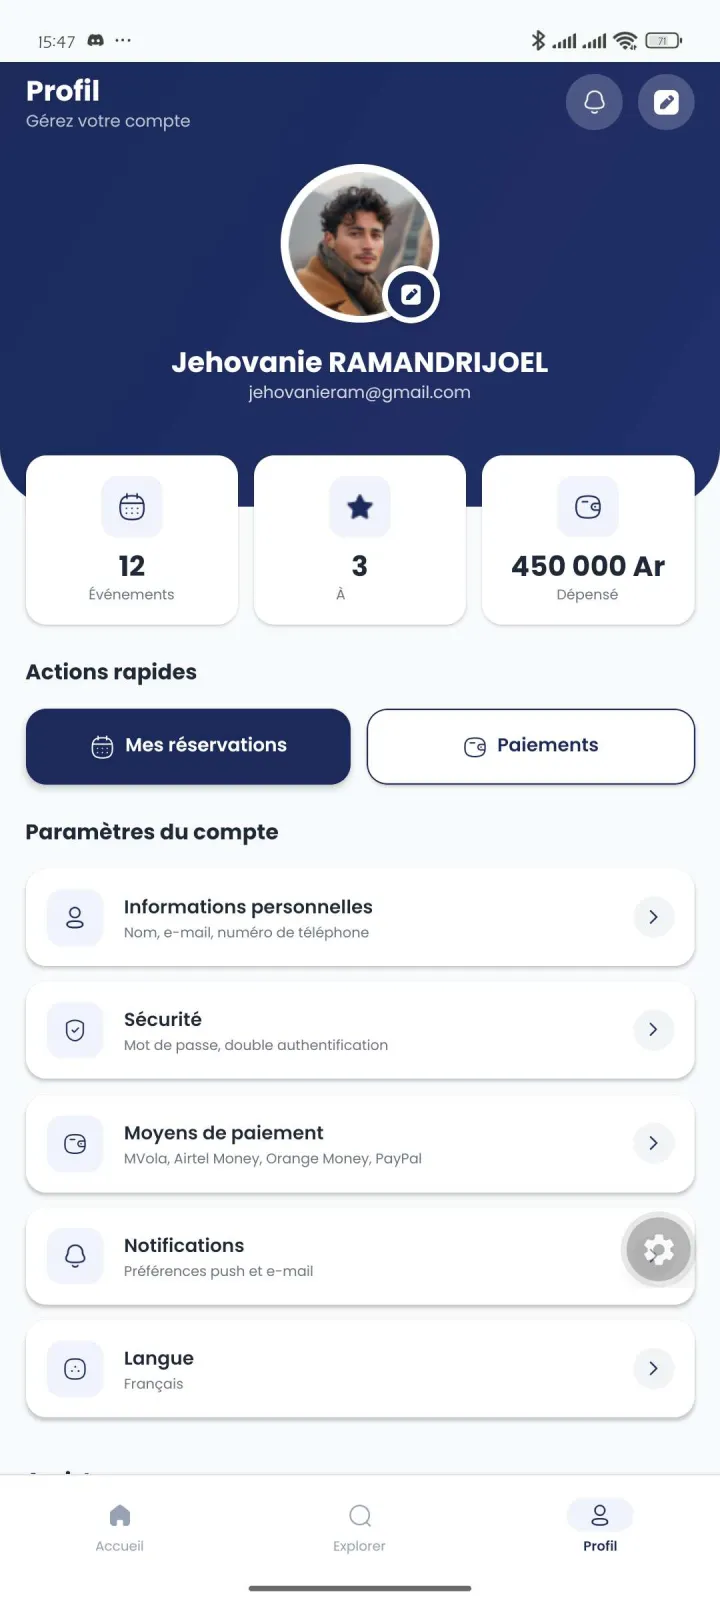 15:47
71
Profil
Gérez votre compte
Jehovanie RAMANDRIJOEL
jehovanieram@gmail.com
12
Événements
3
À
450 000 Ar
Dépensé
Actions rapides
Mes réservations
Paiements
Paramètres du compte
Informations personnelles
Nom, e-mail, numéro de téléphone
Sécurité
Mot de passe, double authentification
Moyens de paiement
MVola, Airtel Money, Orange Money, PayPal
Notifications
Préférences push et e-mail
Langue
Français
Accueil
Explorer
Profil